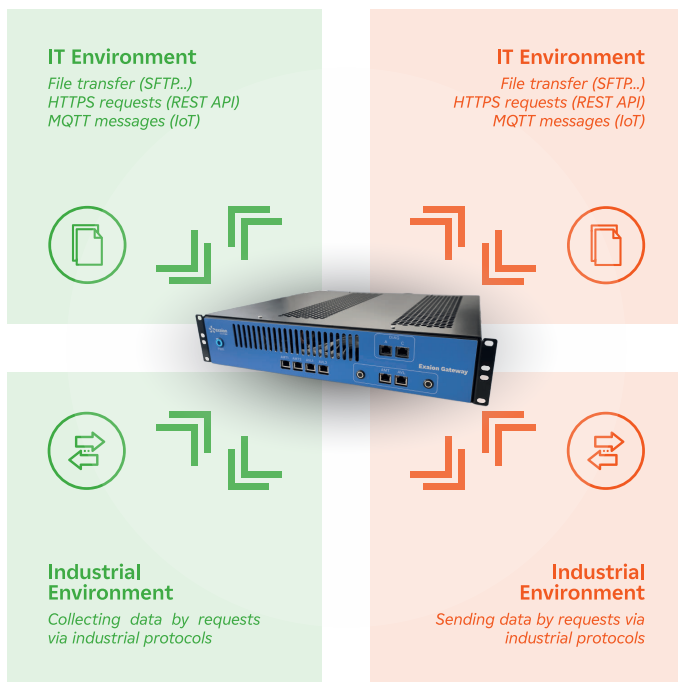 IT Environment
File transfer (SFTP...)
HTTPS requests (REST API)
MQTT messages (IoT)
IT Environment
File transfer (SFTP...)
HTTPS requests (REST API)
MQTT messages (IoT)
Exsion Gateway
Industrial
Environment
Collecting data by requests
via industrial protocols
Industrial
Environment
Sending data by requests via
industrial protocols